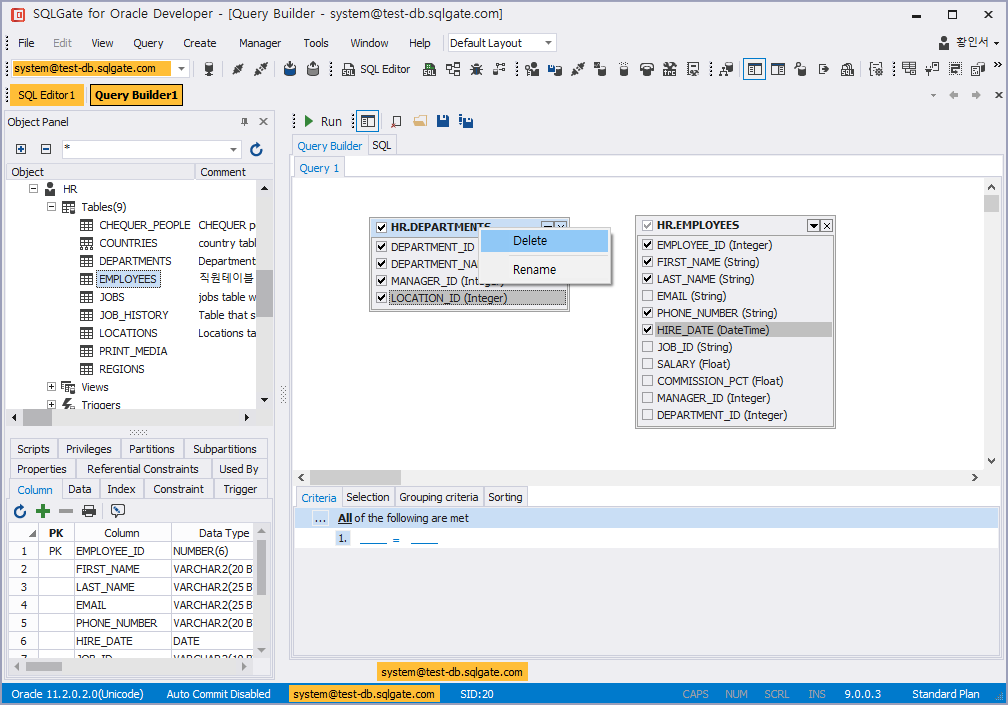 SQLGate for Oracle Developer - [Query Builder - system@test-db.sqlgate.com]
File Edit View Query Create Manager Tools Window Help Default Layout 황인서
system@test-db.sqlgate.com SQL Editor
SQL Editor1 Query Builder1
Object Panel
Run
*
Query Builder SQL
Object Comment
Query 1
HR
Tables(9)
CHEQUER_PEOPLE CHEQUER p
COUNTRIES country tabl
DEPARTMENTS Department
EMPLOYEES 직원테이블
JOBS jobs table w
JOB_HISTORY Table that s
LOCATIONS Locations ta
PRINT_MEDIA
REGIONS
Views
Triggers
HR.DEPARTMENTS
DEPARTMENT_ID
DEPARTMENT_NA
MANAGER_ID (Integer)
LOCATION_ID (Integer)
Delete
Rename
HR.EMPLOYEES
EMPLOYEE_ID (Integer)
FIRST_NAME (String)
LAST_NAME (String)
EMAIL (String)
PHONE_NUMBER (String)
HIRE_DATE (DateTime)
JOB_ID (String)
SALARY (Float)
COMMISSION_PCT (Float)
MANAGER_ID (Integer)
DEPARTMENT_ID (Integer)
Scripts Privileges Partitions Subpartitions
Properties Referential Constraints Used By
Column Data Index Constraint Trigger
PK Column Data Type
1 PK EMPLOYEE_ID NUMBER(6)
2 FIRST_NAME VARCHAR2(20 B
3 LAST_NAME VARCHAR2(25 B
4 EMAIL VARCHAR2(25 B
5 PHONE_NUMBER VARCHAR2(20 B
6 HIRE_DATE DATE
Criteria Selection Grouping criteria Sorting
... All of the following are met
1. _____ = _____
system@test-db.sqlgate.com
Oracle 11.2.0.2.0(Unicode) Auto Commit Disabled system@test-db.sqlgate.com SID:20 CAPS NUM SCRL INS 9.0.0.3 Standard Plan